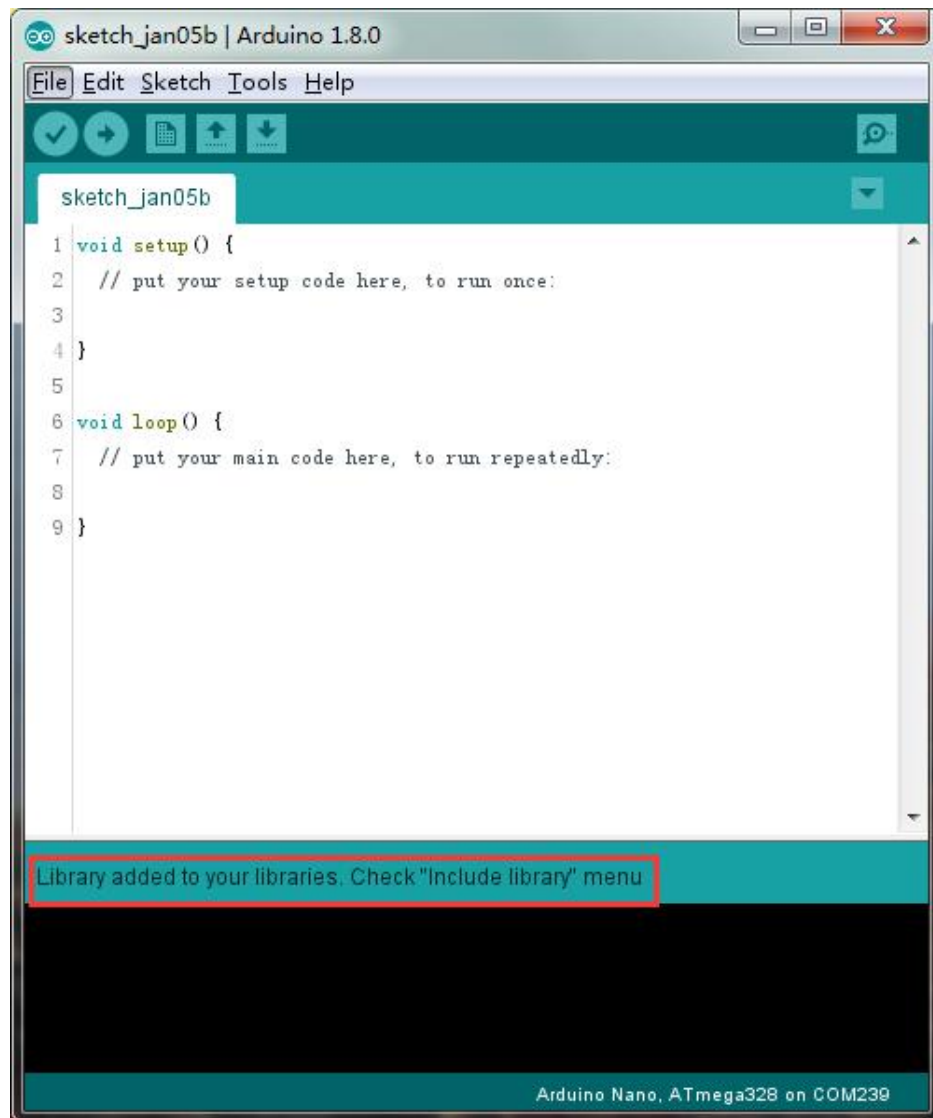 sketch_jan05b | Arduino 1.8.0
File Edit Sketch Tools Help
sketch_jan05b
1 void setup() {
2 // put your setup code here, to run once:
3
4 }
5
6 void loop() {
7 // put your main code here, to run repeatedly:
8
9 }
Library added to your libraries. Check "Include library" menu
Arduino Nano, ATmega328 on COM239